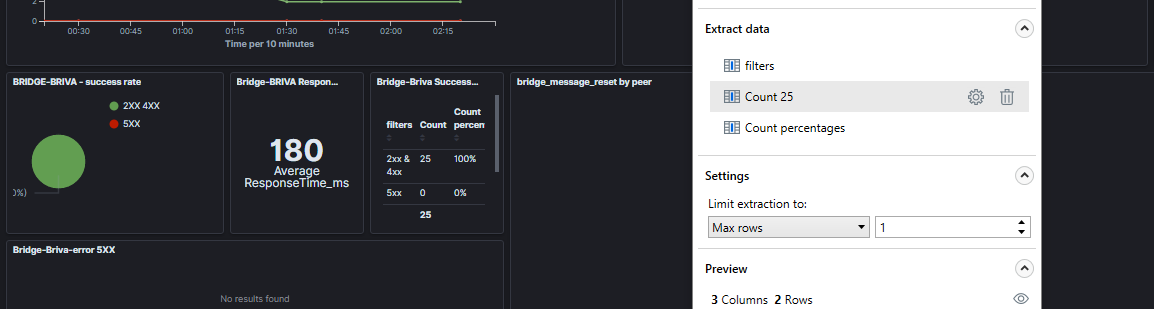 2
0
00:30 00:45 01:00 01:15 01:30 01:45 02:00 02:15
Time per 10 minutes
BRIDGE-BRIVA - success rate
2XX 4XX
5XX
0%)
Bridge-BRIVA Respon...
180
Average
ResponseTime_ms
Bridge-Briva Success...
filters Count Count
percen
2xx & 25 100%
4xx
5xx 0 0%
25
bridge_message_reset by peer
Bridge-Briva-error 5XX
No results found
Extract data
filters
Count 25
Count percentages
Settings
Limit extraction to:
Max rows 1
Preview
3 Columns 2 Rows